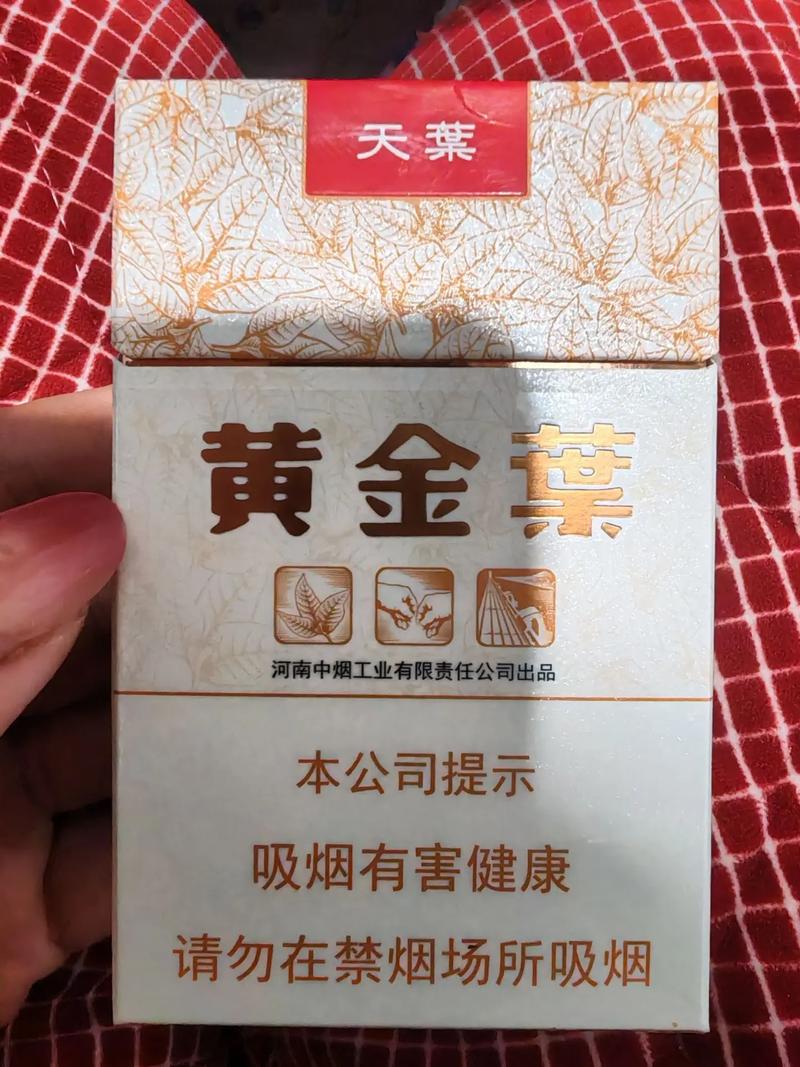 天葉
黄金葉
河南中烟工业有限责任公司出品
本公司提示
吸烟有害健康
请勿在禁烟场所吸烟